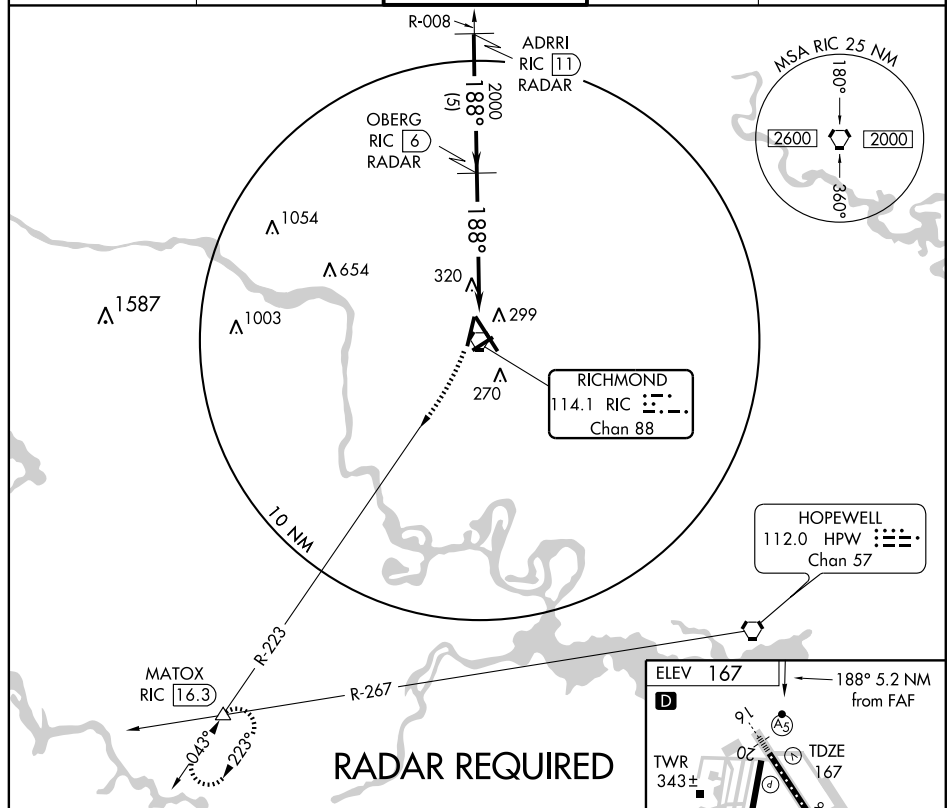 R-008
ADRRI
RIC 11
RADAR
2000
188°
(5)
OBERG
RIC 6
RADAR
188°
MSA RIC 25 NM
180°
2600
2000
360°
1054
654
320
1587
1003
299
270
RICHMOND
114.1 RIC
Chan 88
10 NM
HOPEWELL
112.0 HPW
Chan 57
R-223
MATOX
RIC 16.3
R-267
043°
223°
RADAR REQUIRED
ELEV 167
D
188° 5.2 NM
from FAF
16
A5
20
TDZE
167
TWR
343±
P